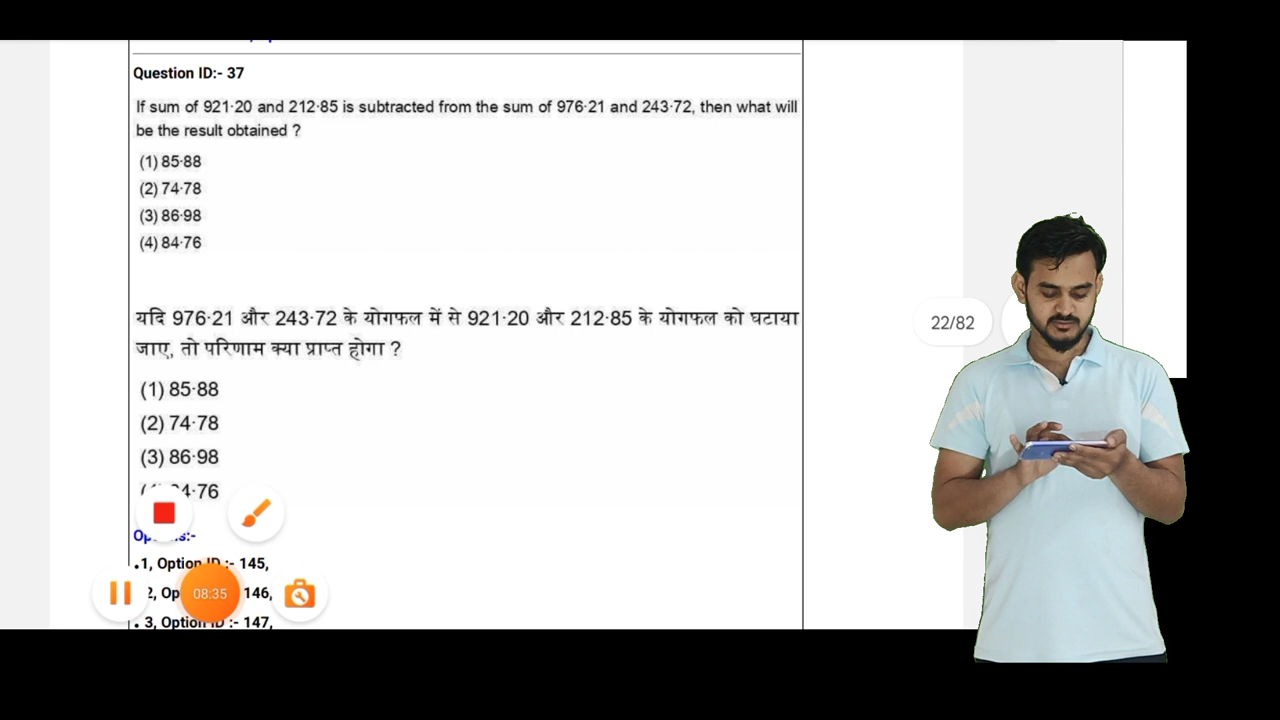 Question ID:- 37
If sum of 921·20 and 212·85 is subtracted from the sum of 976·21 and 243·72, then what will
be the result obtained ?
(1) 85·88
(2) 74·78
(3) 86·98
(4) 84·76
यदि 976·21 और 243·72 के योगफल में से 921·20 और 212·85 के योगफल को घटाया
जाए, तो परिणाम क्या प्राप्त होगा ?
(1) 85·88
(2) 74·78
(3) 86·98
4·76
22/82
.1, Option ID :- 145,
08:35
2, 146,
. 3, Option ID :- 147,